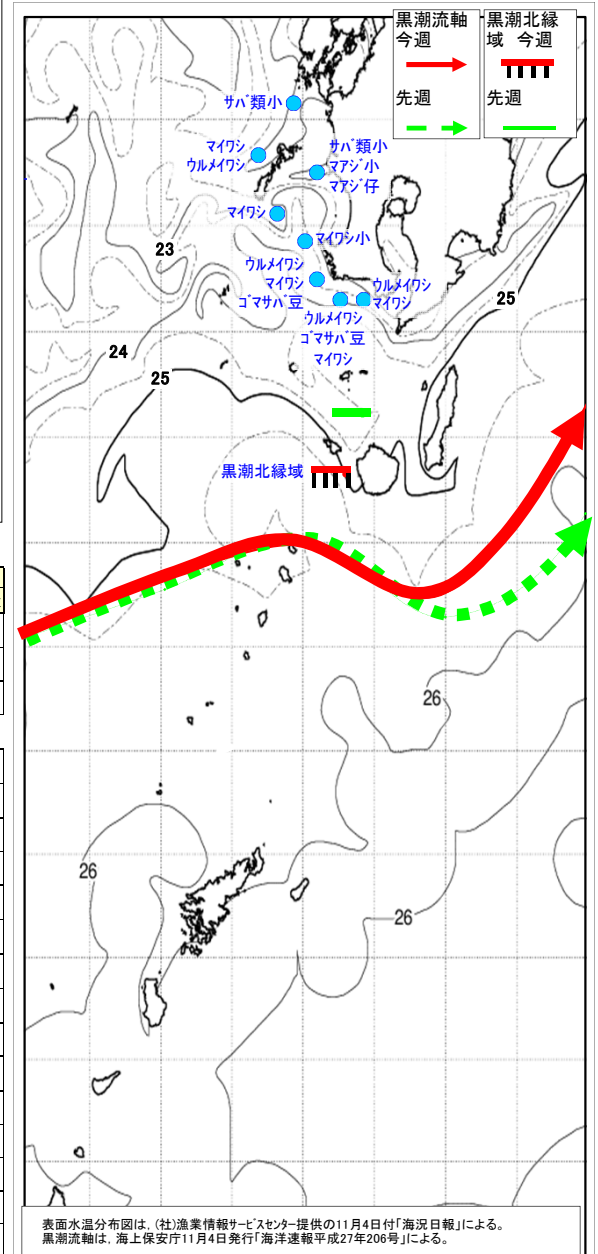 黒潮流軸
今週
先週
黒潮北縁
域 今週
先週
サバ類小
マイワシ
ウルメイワシ
サバ類小
マアジ小
マアジ仔
マイワシ
マイワシ小
23
ウルメイワシ
マイワシ
ゴマサバ豆
ウルメイワシ
マイワシ
25
ウルメイワシ
ゴマサバ豆
マイワシ
24
25
黒潮北縁域
26
26
26
表面水温分布図は、(社)漁業情報サービスセンター提供の11月4日付「海況日報」による。
黒潮流軸は、海上保安庁11月4日発行「海洋速報平成27年206号」による。